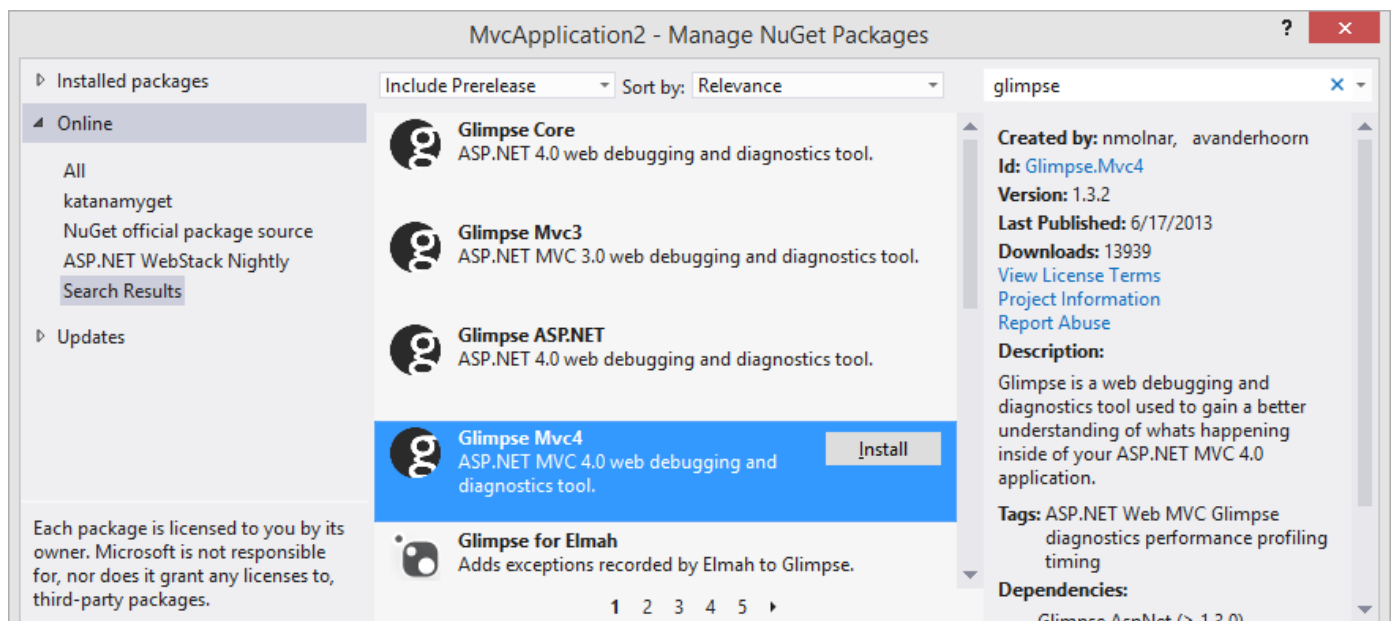 MvcApplication2 - Manage NuGet Packages
?
Installed packages
Online
All
katanamyget
NuGet official package source
ASP.NET WebStack Nightly
Search Results
Updates
Each package is licensed to you by its
owner. Microsoft is not responsible
for, nor does it grant any licenses to,
third-party packages.
Include Prerelease
Sort by: Relevance
Glimpse Core
ASP.NET 4.0 web debugging and diagnostics tool.
Glimpse Mvc3
ASP.NET MVC 3.0 web debugging and diagnostics tool.
Glimpse ASP.NET
ASP.NET 4.0 web debugging and diagnostics tool.
Glimpse Mvc4
ASP.NET MVC 4.0 web debugging and
diagnostics tool.
Install
Glimpse for Elmah
Adds exceptions recorded by Elmah to Glimpse.
1 2 3 4 5
glimpse
Created by: nmolnar, avanderhoorn
Id: Glimpse.Mvc4
Version: 1.3.2
Last Published: 6/17/2013
Downloads: 13939
View License Terms
Project Information
Report Abuse
Description:
Glimpse is a web debugging and
diagnostics tool used to gain a better
understanding of whats happening
inside of your ASP.NET MVC 4.0
application.
Tags: ASP.NET Web MVC Glimpse
diagnostics performance profiling
timing
Dependencies:
Glimpse.AspNet